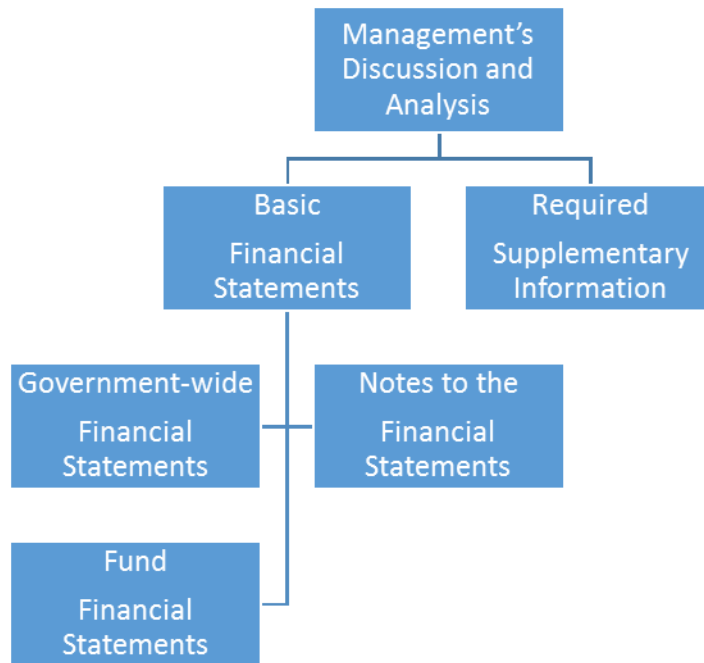 Management’s
Discussion and
Analysis
Basic
Financial
Statements
Required
Supplementary
Information
Government-wide
Financial
Statements
Notes to the
Financial
Statements
Fund
Financial
Statements